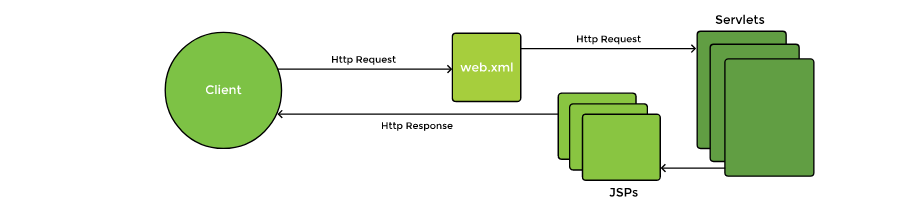 Servlets
Http Request
Http Request
web.xml
Client
Http Response
JSPs